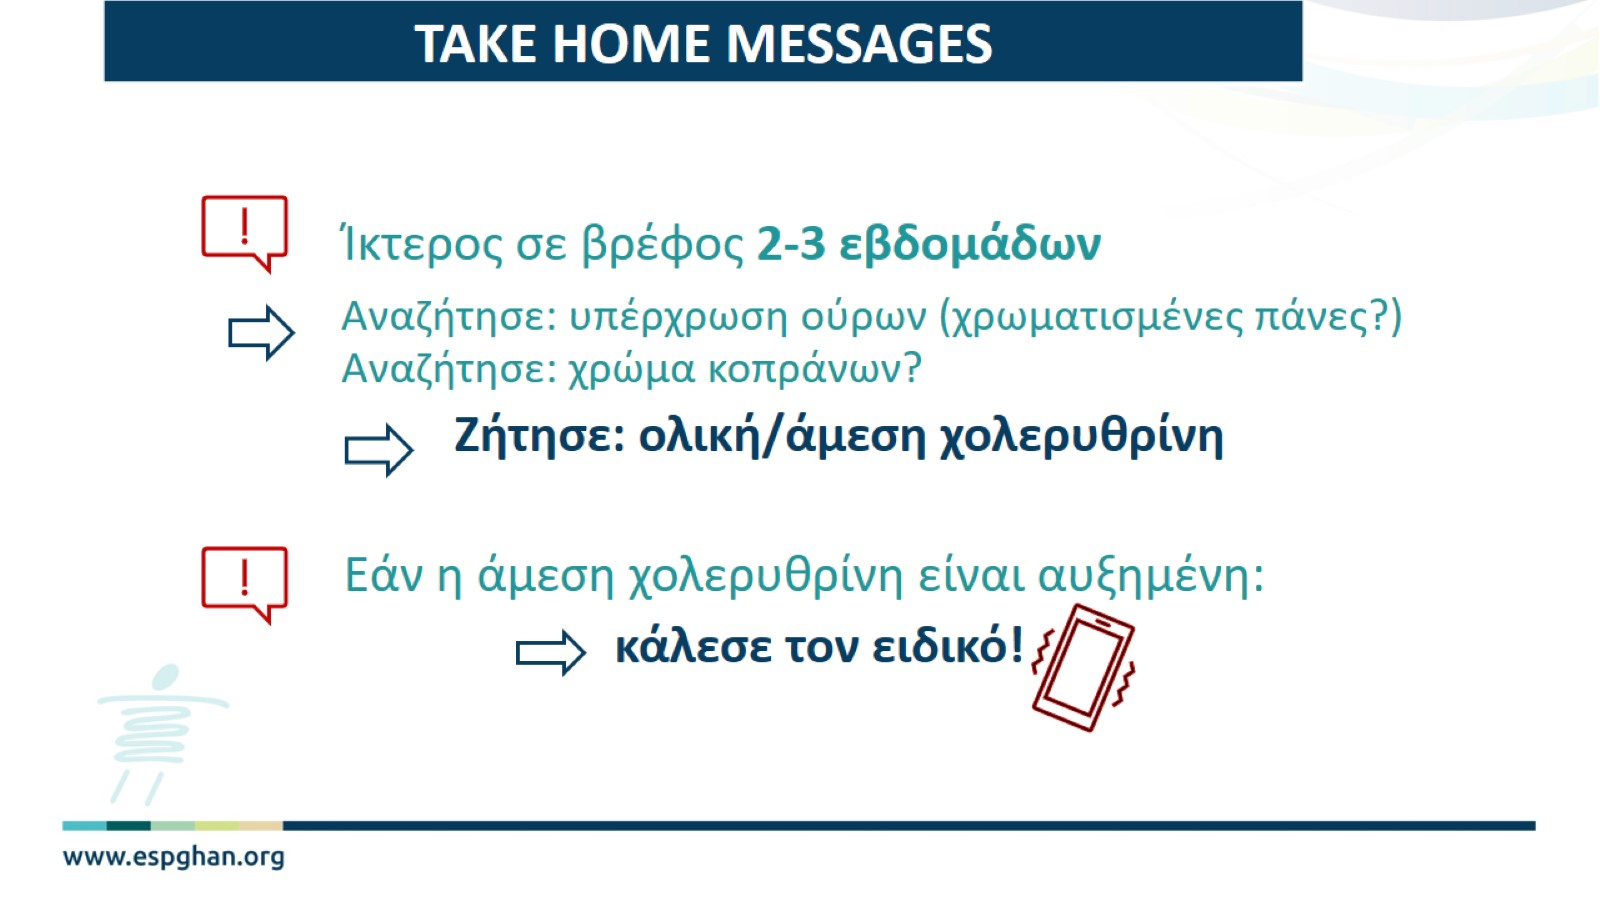 TAKE HOME MESSAGES
!
Ίκτερος σε βρέφος 2-3 εβδομάδων
Αναζήτησε: υπέρχρωση ούρων (χρωματισμένες πάνες?)
Αναζήτησε: χρώμα κοπράνων?
Ζήτησε: ολική/άμεση χολερυθρίνη
!
Εάν η άμεση χολερυθρίνη είναι αυξημένη:
κάλεσε τον ειδικό!
www.espghan.org